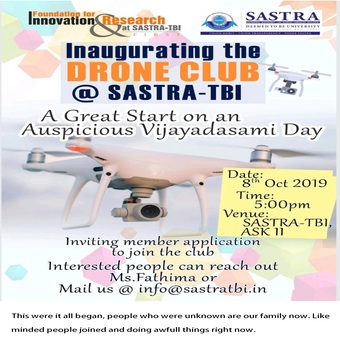 Foundation for
Innovation & Research
at SASTRA-TBI
SASTRA
DEEMED TO BE UNIVERSITY
Inaugurating the
DRONE CLUB
@ SASTRA-TBI
A Great Start on an
Auspicious Vijayadasami Day
Date:
8th Oct 2019
Time:
5:00pm
Venue:
SASTRA-TBI,
ASK 11
Inviting member application
to join the club
Interested people can reach out
Ms.Fathima or
Mail us @ info@sastratbi.in
This were it all began, people who were unknown are our family now. Like
minded people joined and doing awfull things right now.